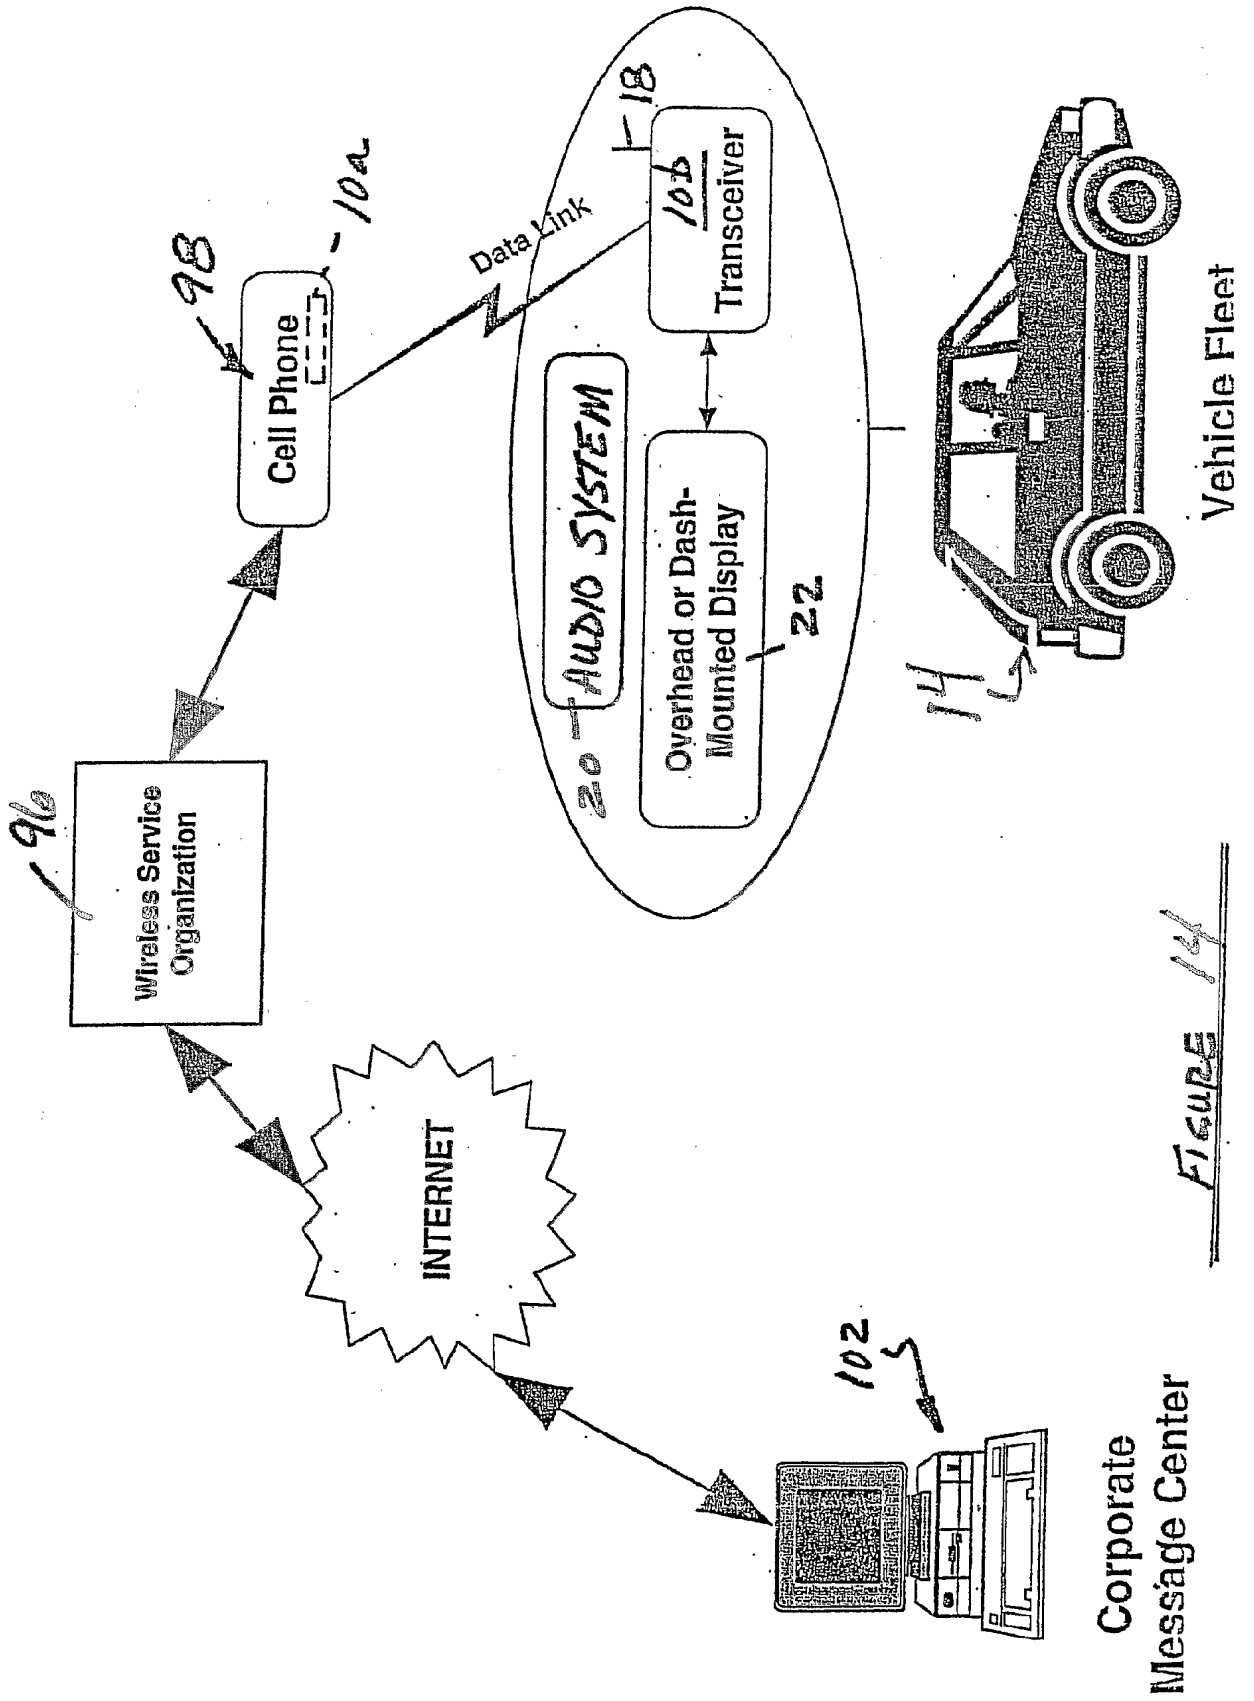 96
Wireless Service
Organization
98
Cell Phone
10a
Data Link
INTERNET
20
AUDIO SYSTEM
18
10b
Transceiver
Overhead or Dash-
Mounted Display
22
102
Corporate
Message Center
14
Vehicle Fleet
FIGURE 14